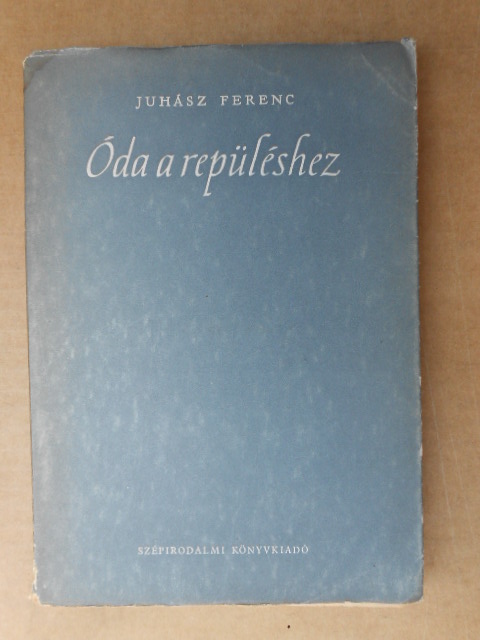 JUHÁSZ FERENC
Óda a repüléshez
SZÉPIRODALMI KÖNYVKIADÓ